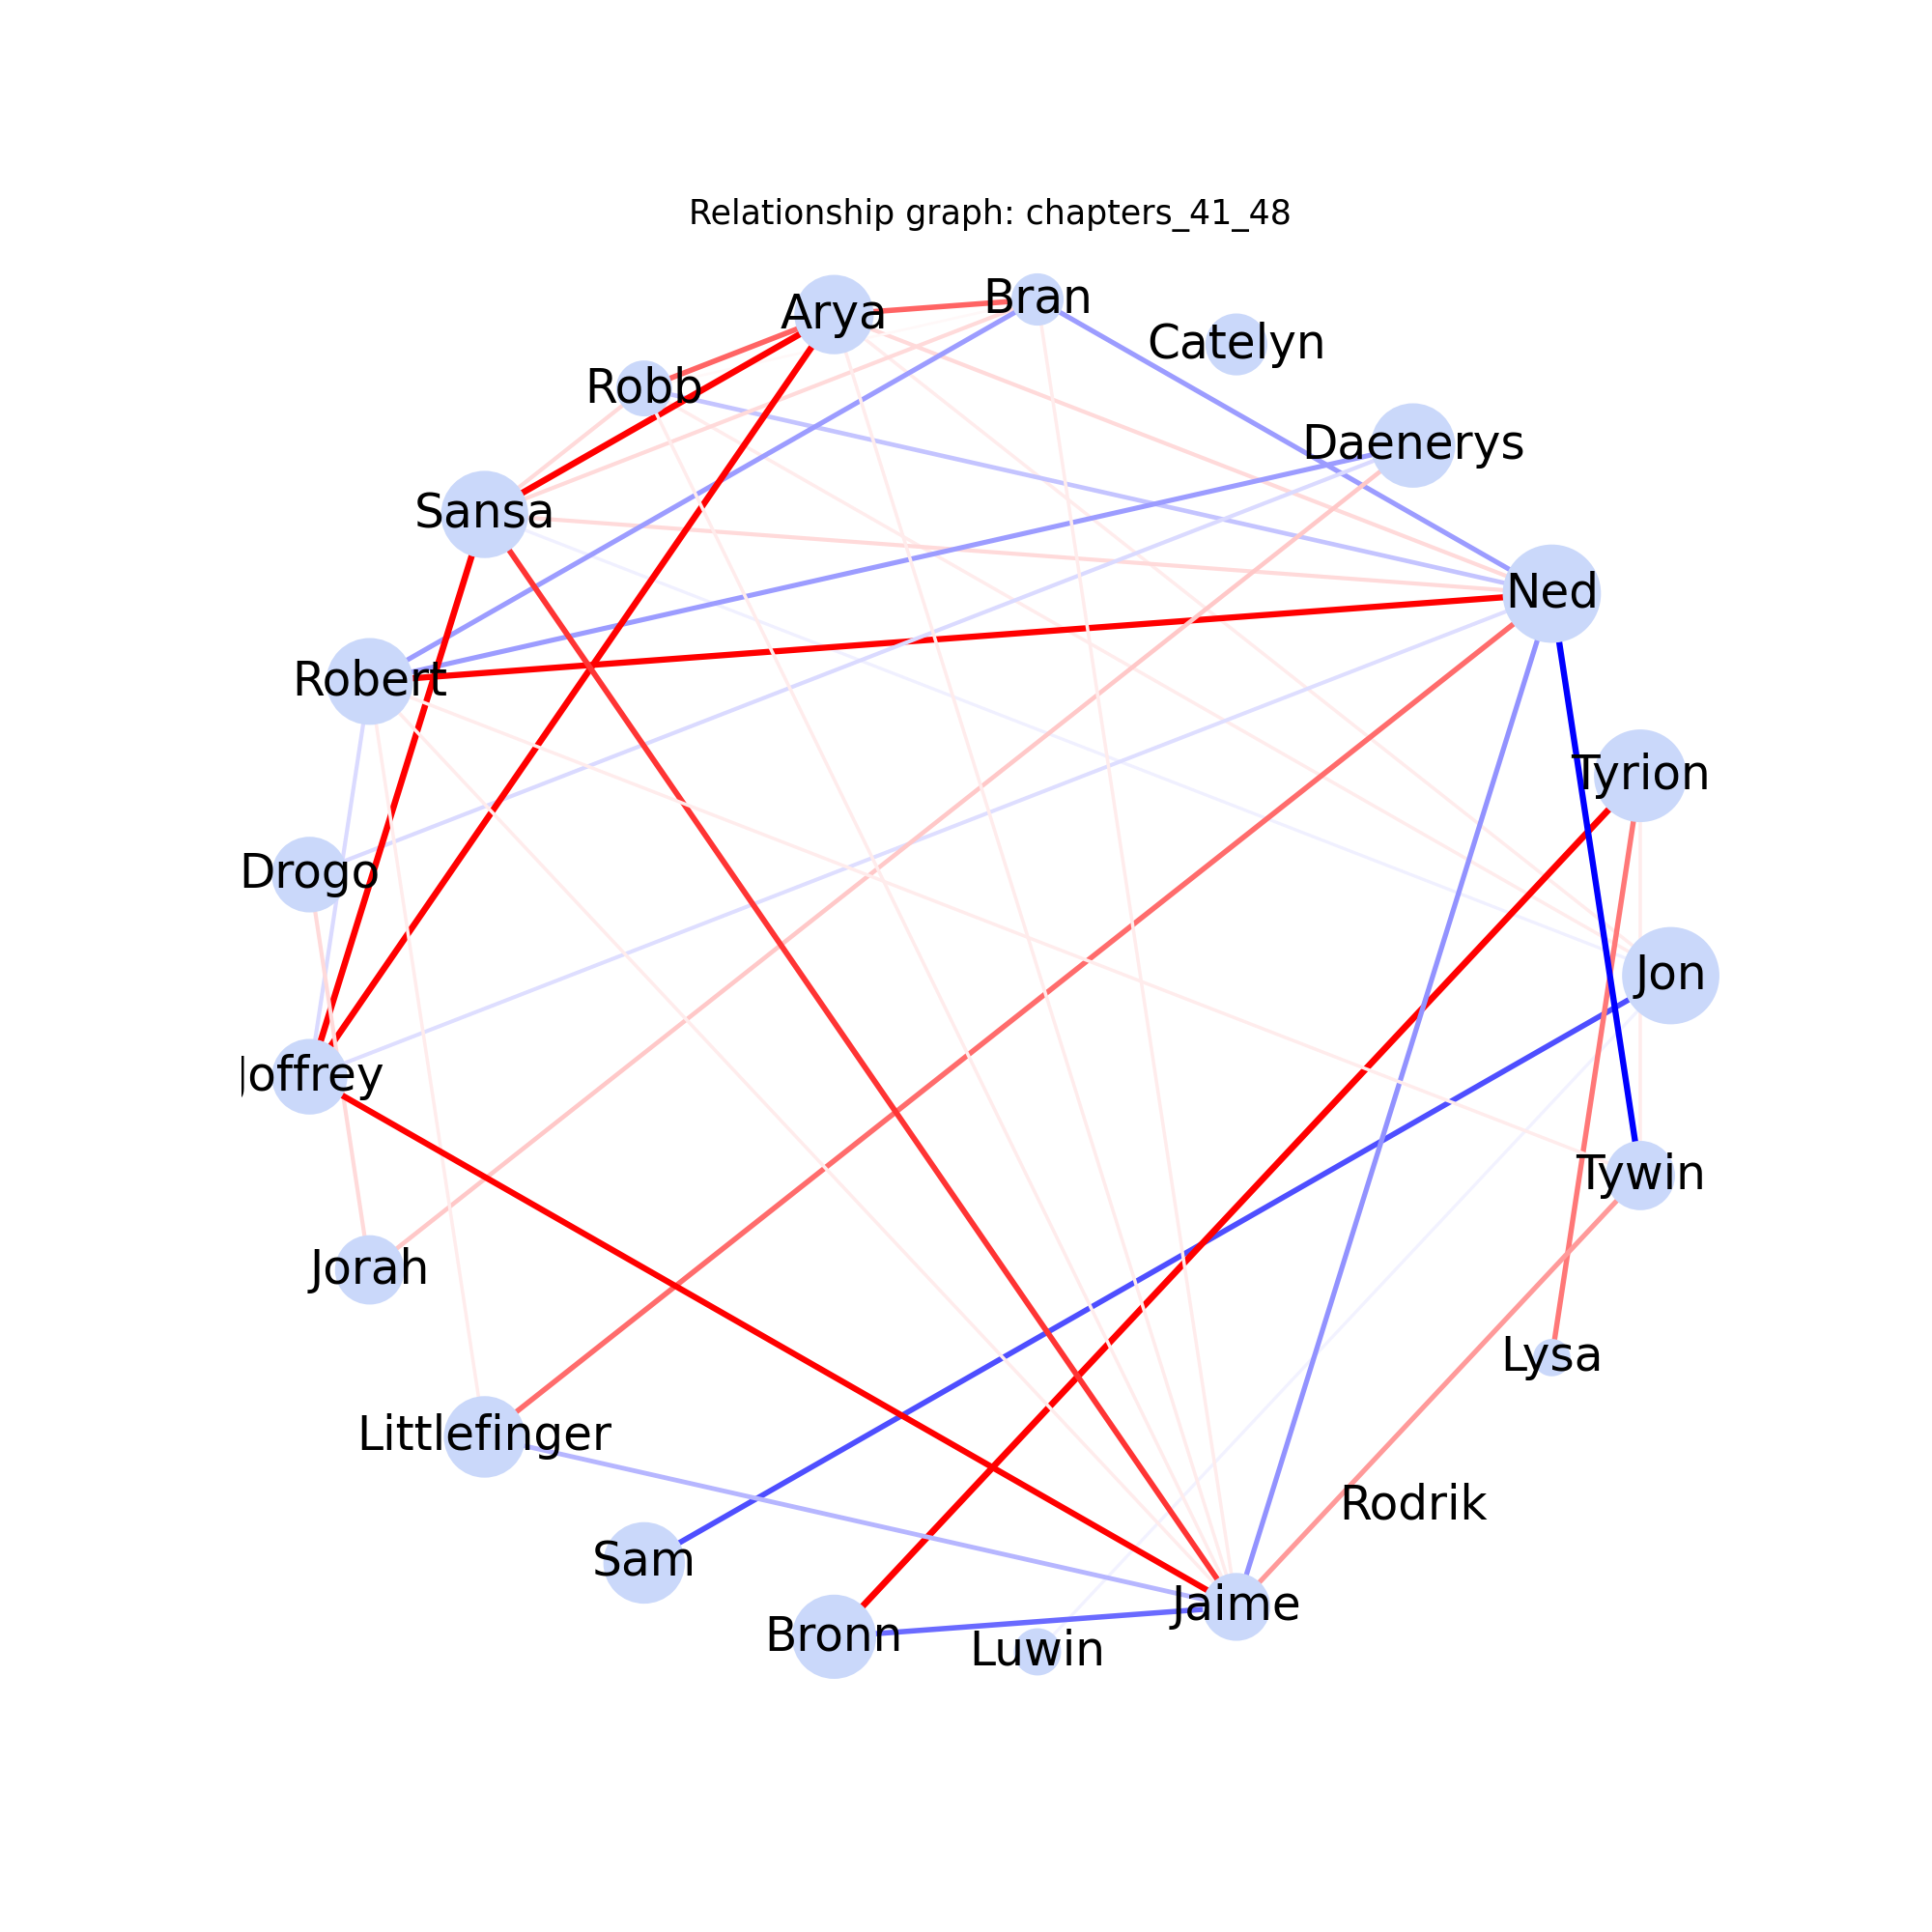 Relationship graph: chapters_41_48
Bran
Arya
Catelyn
Robb
Daenerys
Sansa
Ned
Robert
Tyrion
Drogo
Jon
Joffrey
Tywin
Jorah
Lysa
Littlefinger
Rodrik
Sam
Jaime
Bronn
Luwin